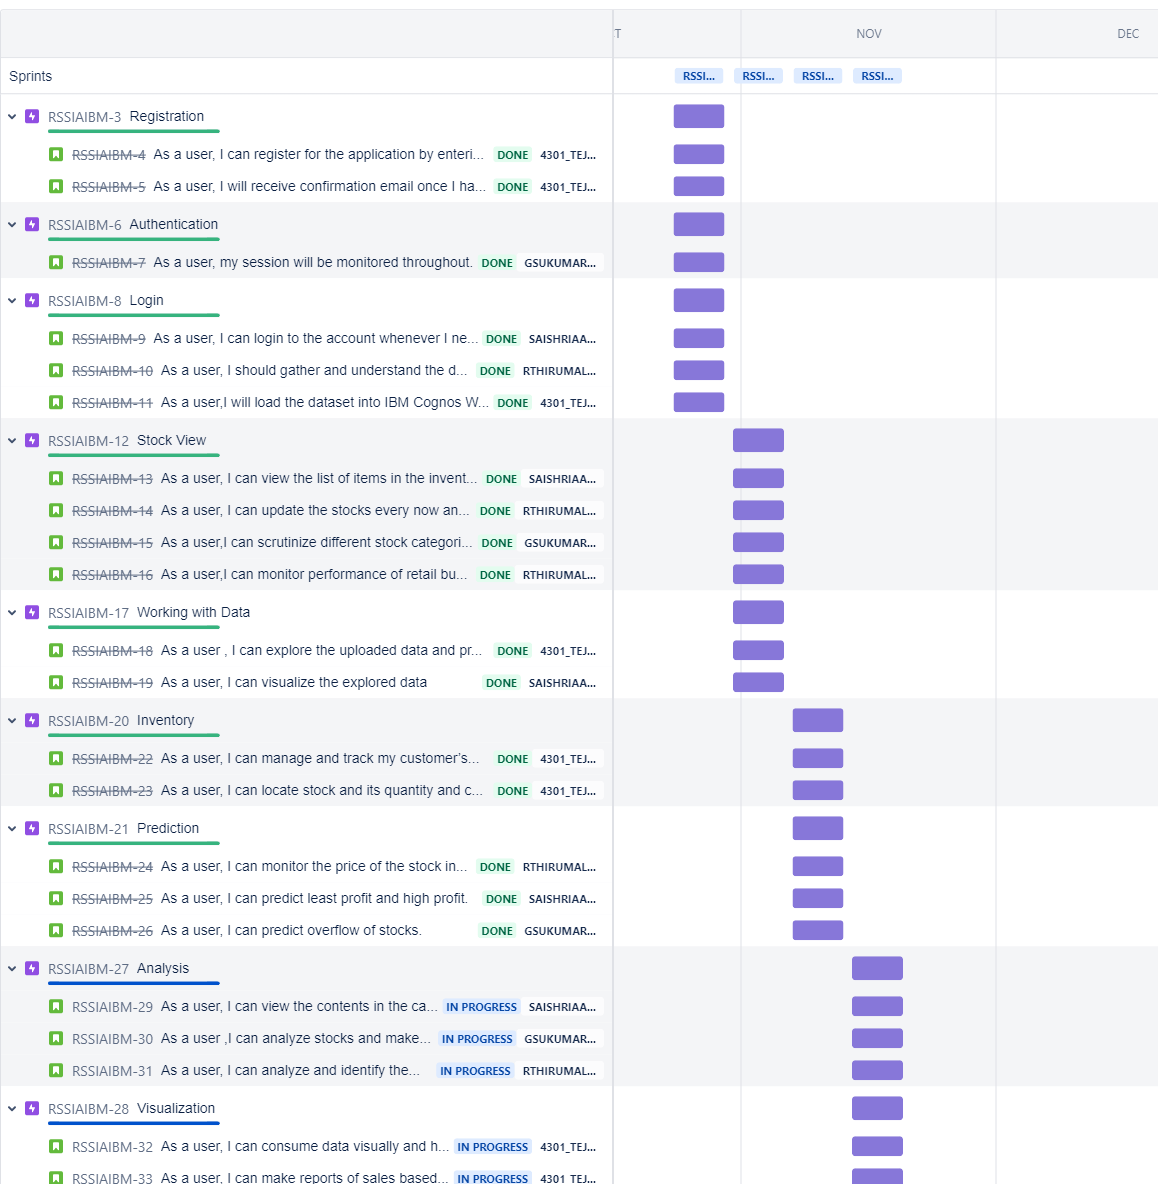 T NOV DEC
Sprints RSSI... RSSI... RSSI... RSSI...
RSSIAIBM-3 Registration
RSSIAIBM-4 As a user, I can register for the application by enteri... DONE 4301_TEJ...
RSSIAIBM-5 As a user, I will receive confirmation email once I ha... DONE 4301_TEJ...
RSSIAIBM-6 Authentication
RSSIAIBM-7 As a user, my session will be monitored throughout. DONE GSUKUMAR...
RSSIAIBM-8 Login
RSSIAIBM-9 As a user, I can login to the account whenever I ne... DONE SAISHRIAA...
RSSIAIBM-10 As a user, I should gather and understand the d... DONE RTHIRUMAL...
RSSIAIBM-11 As a user,I will load the dataset into IBM Cognos W... DONE 4301_TEJ...
RSSIAIBM-12 Stock View
RSSIAIBM-13 As a user, I can view the list of items in the invent... DONE SAISHRIAA...
RSSIAIBM-14 As a user, I can update the stocks every now an... DONE RTHIRUMAL...
RSSIAIBM-15 As a user,I can scrutinize different stock categori... DONE GSUKUMAR...
RSSIAIBM-16 As a user,I can monitor performance of retail bu... DONE RTHIRUMAL...
RSSIAIBM-17 Working with Data
RSSIAIBM-18 As a user , I can explore the uploaded data and pr... DONE 4301_TEJ...
RSSIAIBM-19 As a user, I can visualize the explored data DONE SAISHRIAA...
RSSIAIBM-20 Inventory
RSSIAIBM-22 As a user, I can manage and track my customer's... DONE 4301_TEJ...
RSSIAIBM-23 As a user, I can locate stock and its quantity and c... DONE 4301_TEJ...
RSSIAIBM-21 Prediction
RSSIAIBM-24 As a user, I can monitor the price of the stock in... DONE RTHIRUMAL...
RSSIAIBM-25 As a user, I can predict least profit and high profit. DONE SAISHRIAA...
RSSIAIBM-26 As a user, I can predict overflow of stocks. DONE GSUKUMAR...
RSSIAIBM-27 Analysis
RSSIAIBM-29 As a user, I can view the contents in the ca... IN PROGRESS SAISHRIAA...
RSSIAIBM-30 As a user ,I can analyze stocks and make... IN PROGRESS GSUKUMAR...
RSSIAIBM-31 As a user, I can analyze and identify the... IN PROGRESS RTHIRUMAL...
RSSIAIBM-28 Visualization
RSSIAIBM-32 As a user, I can consume data visually and h... IN PROGRESS 4301_TEJ...
RSSIAIBM-33 As a user, I can make reports of sales based... IN PROGRESS 4301_TEJ...